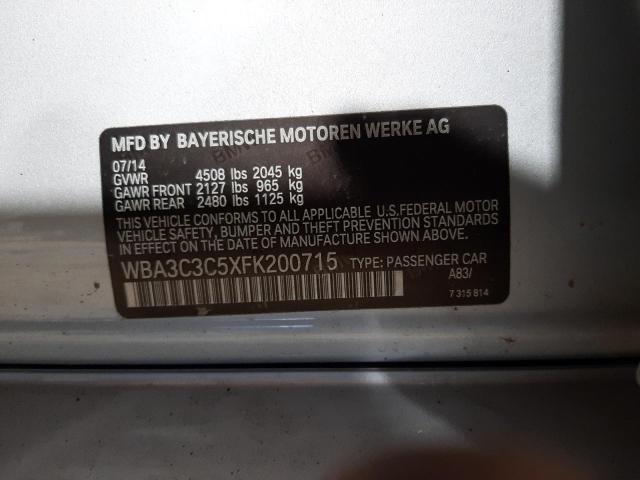 MFD BY BAYERISCHE MOTOREN WERKE AG
07/14
GVWR 4508 lbs 2045 kg
GAWR FRONT 2127 lbs 965 kg
GAWR REAR 2480 lbs 1125 kg
THIS VEHICLE CONFORMS TO ALL APPLICABLE U.S.FEDERAL MOTOR
VEHICLE SAFETY, BUMPER AND THEFT PREVENTION STANDARDS
IN EFFECT ON THE DATE OF MANUFACTURE SHOWN ABOVE.
WBA3C3C5XFK200715 TYPE: PASSENGER CAR
A83/
7 315 814